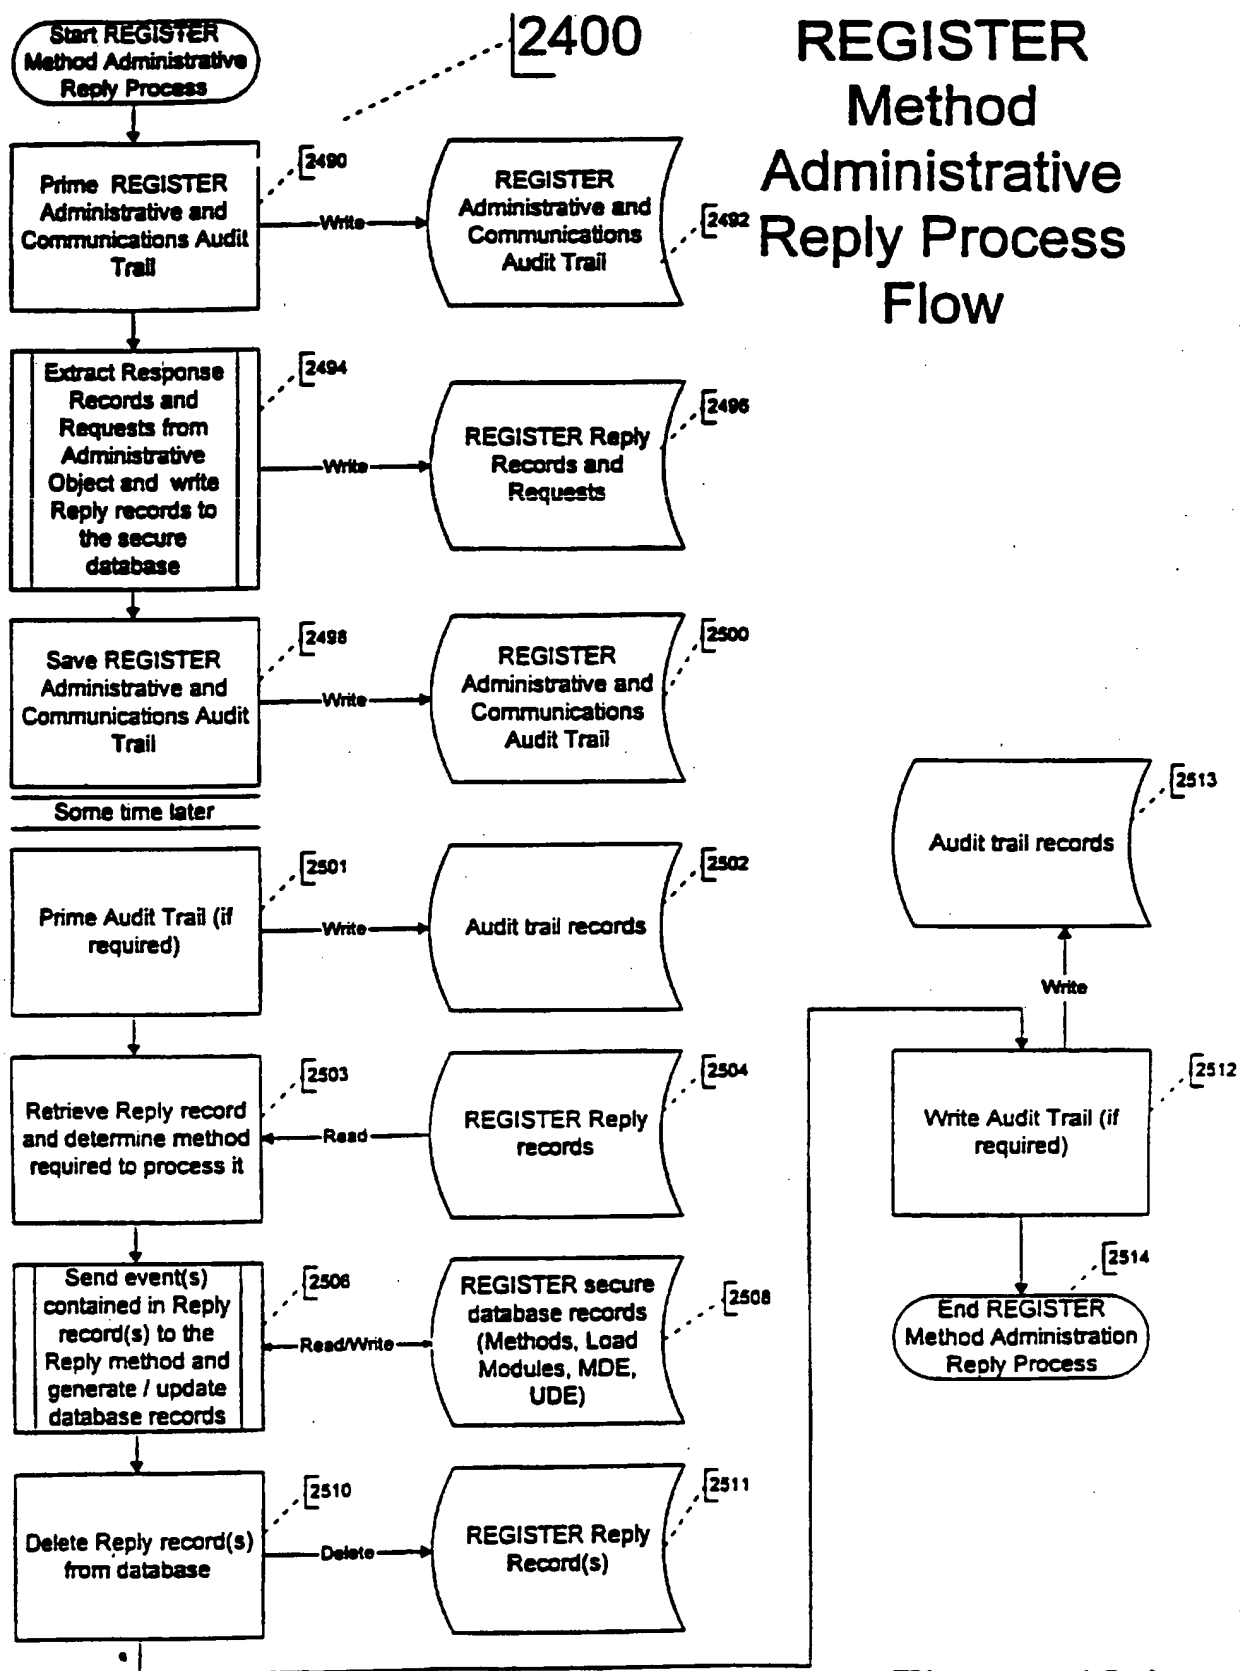 Start REGISTER
Method Administrative
Reply Process
2400
REGISTER
Method
Administrative
Reply Process
Flow
Prime REGISTER
Administrative and
Communications Audit
Trail
2490
Write
REGISTER
Administrative and
Communications
Audit Trail
2492
Extract Response
Records and
Requests from
Administrative
Object and write
Reply records to
the secure
database
2494
Write
REGISTER Reply
Records and
Requests
2496
Save REGISTER
Administrative and
Communications Audit
Trail
2498
Write
REGISTER
Administrative and
Communications
Audit Trail
2500
Some time later
Prime Audit Trail (if
required)
2501
Write
Audit trail records
2502
Retrieve Reply record
and determine method
required to process it
2503
Read
REGISTER Reply
records
2504
Send event(s)
contained in Reply
record(s) to the
Reply method and
generate / update
database records
2506
Read/Write
REGISTER secure
database records
(Methods, Load
Modules, MDE,
UDE)
2508
Delete Reply record(s)
from database
2510
Delete
REGISTER Reply
Record(s)
2511
Audit trail records
2513
Write
Write Audit Trail (if
required)
2512
2514
End REGISTER
Method Administration
Reply Process